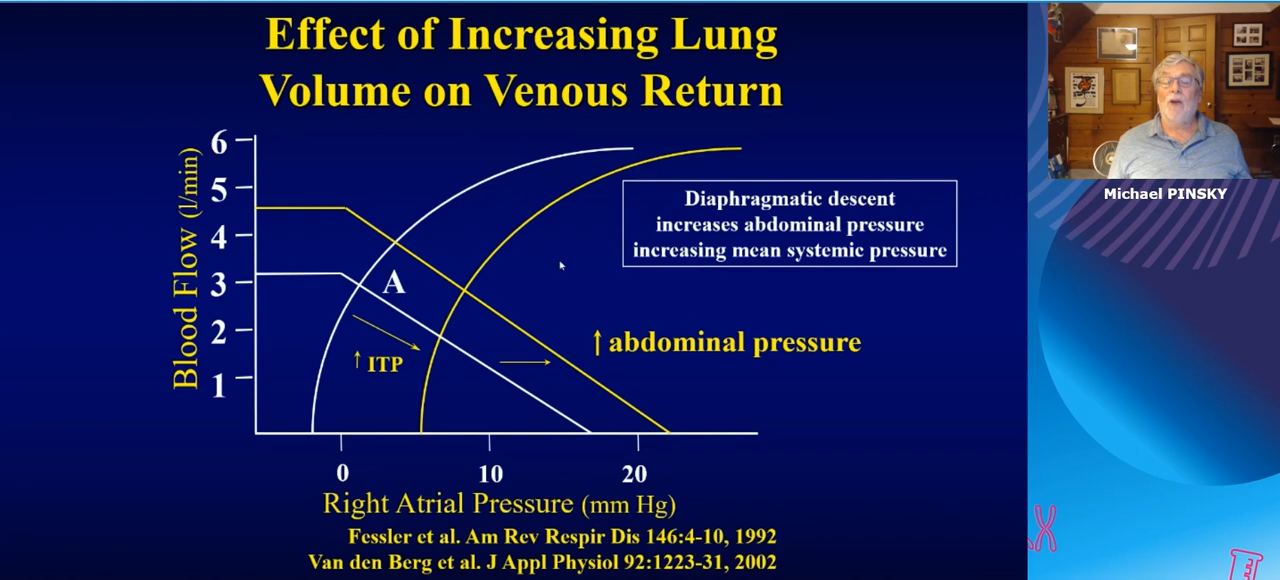 Effect of Increasing Lung
Volume on Venous Return
Michael PINSKY
Blood Flow (l/min)
6
5
4
3
2
1
A
↑ ITP
Diaphragmatic descent
increases abdominal pressure
increasing mean systemic pressure
↑ abdominal pressure
0 10 20
Right Atrial Pressure (mm Hg)
Fessler et al. Am Rev Respir Dis 146:4-10, 1992
Van den Berg et al. J Appl Physiol 92:1223-31, 2002